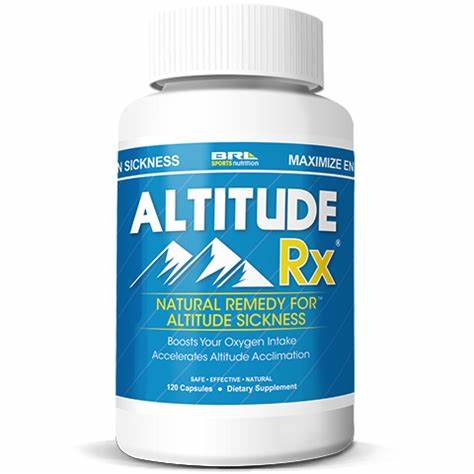 N SICKNESS
BRL
SPORTS nutrition
MAXIMIZE EN
ALTITUDE
Rx®
NATURAL REMEDY FOR™
ALTITUDE SICKNESS
Boosts Your Oxygen Intake
Accelerates Altitude Acclimation
SAFE • EFFECTIVE • NATURAL
120 Capsules • Dietary Supplement